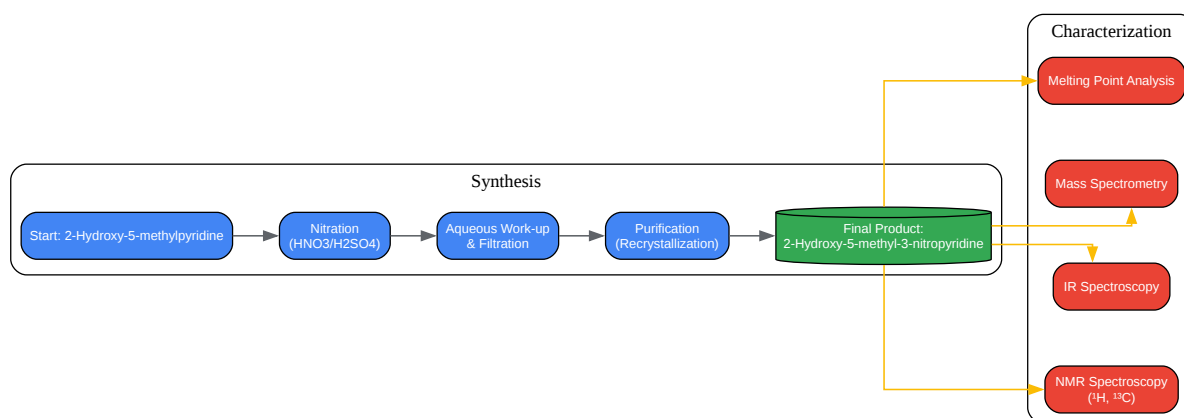 Characterization
Melting Point Analysis
Synthesis
Mass Spectrometry
Start: 2-Hydroxy-5-methylpyridine
Nitration
(HNO3/H2SO4)
Aqueous Work-up
& Filtration
Purification
(Recrystallization)
Final Product:
2-Hydroxy-5-methyl-3-nitropyridine
IR Spectroscopy
NMR Spectroscopy
(¹H, ¹³C)